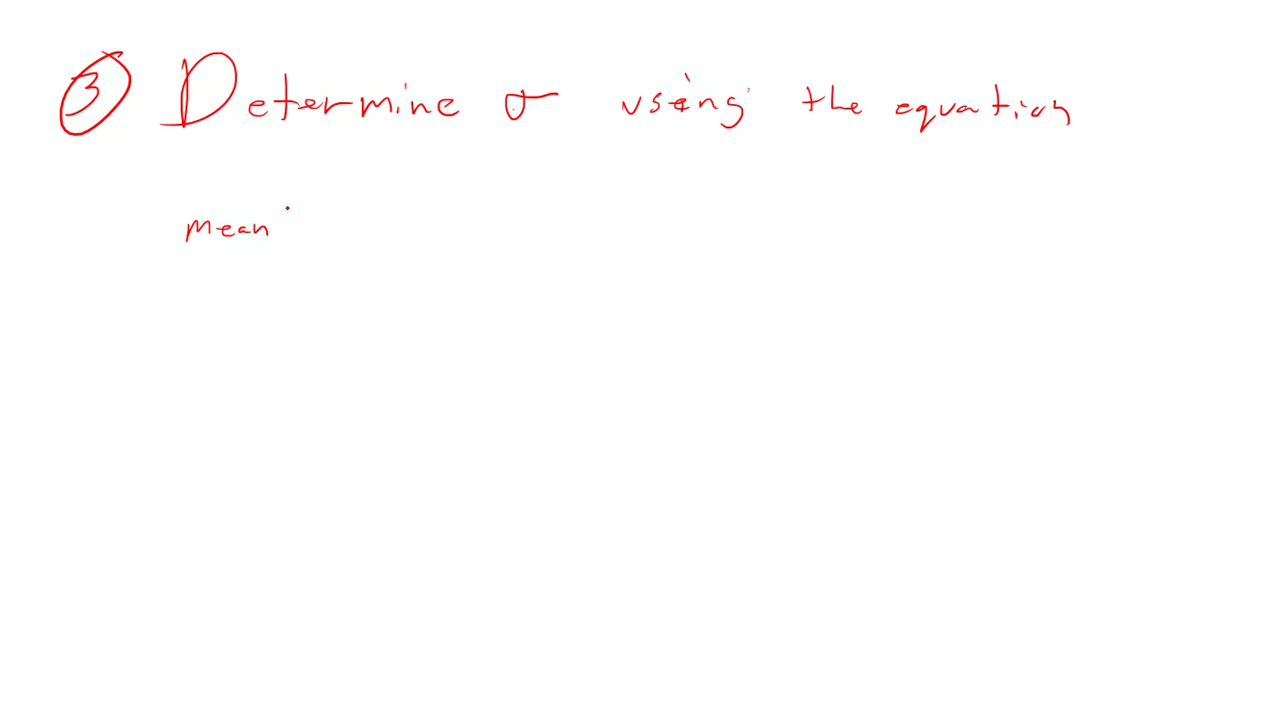 ③ Determine σ using the equation
mean